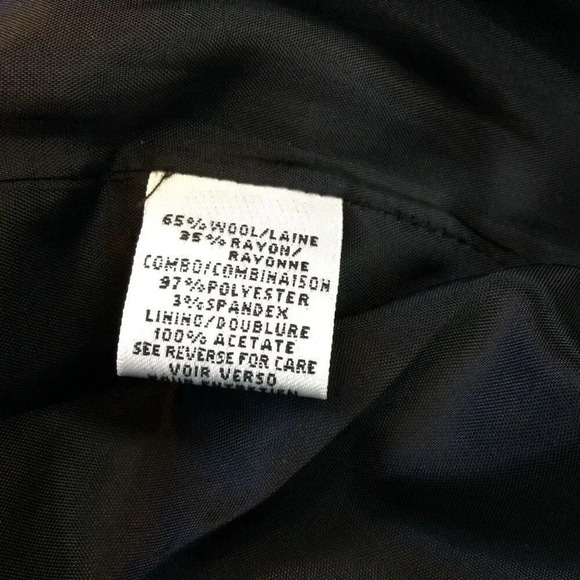 65% WOOL/LAINE
35% RAYON/
RAYONNE
COMBO/COMBINAISON
97% POLYESTER
3% SPANDEX
LINING/DOUBLURE
100% ACETATE
SEE REVERSE FOR CARE
VOIR VERSO